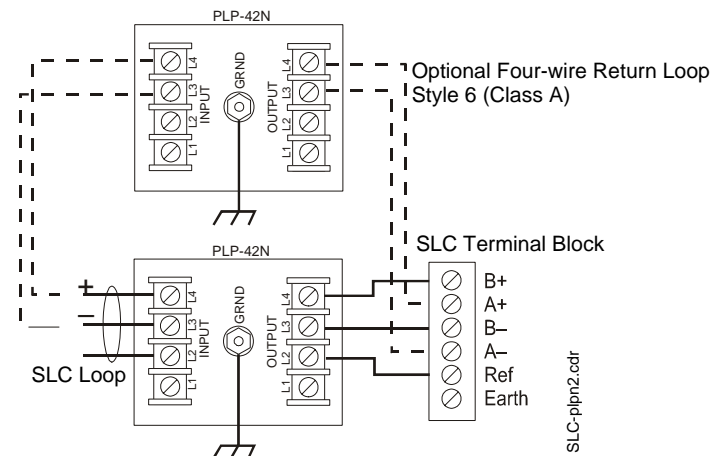 PLP-42N
L4
L3
L2
L1
INPUT
GRND
OUTPUT
L4
L3
L2
L1
Optional Four-wire Return Loop
Style 6 (Class A)
PLP-42N
+
–
SLC Loop
L4
L3
L2
L1
INPUT
GRND
OUTPUT
L4
L3
L2
L1
SLC Terminal Block
B+
A+
B–
A–
Ref
Earth
SLC-plpn2.cdr